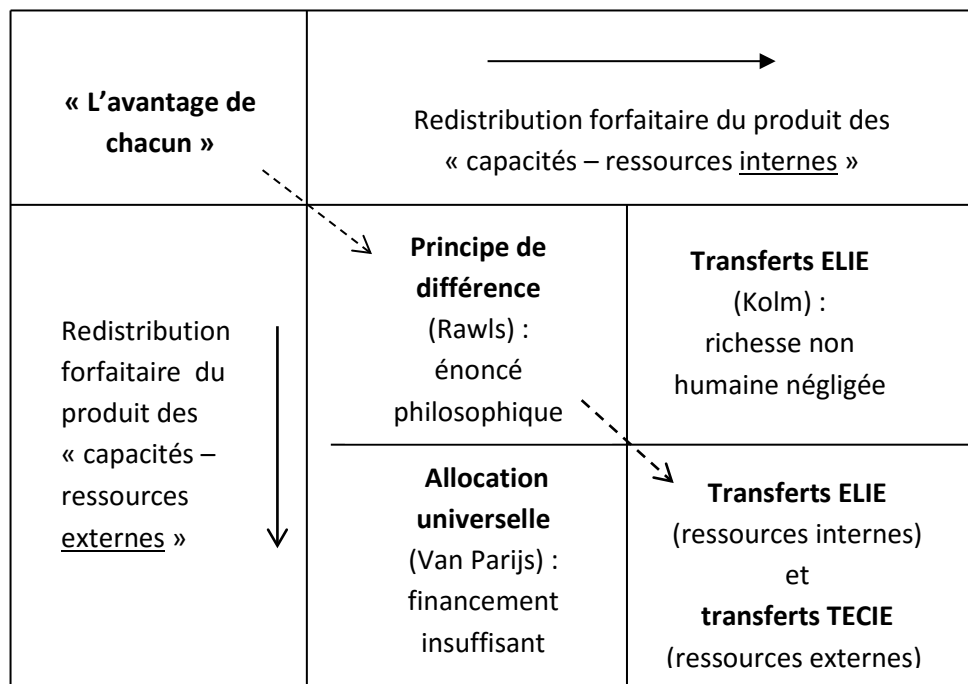 « L’avantage de
chacun »
Redistribution forfaitaire du produit des
« capacités – ressources internes »
Redistribution
forfaitaire du
produit des
« capacités –
ressources
externes »
Principe de
différence
(Rawls) :
énoncé
philosophique
Transferts ELIE
(Kolm) :
richesse non
humaine négligée
Allocation
universelle
(Van Parijs) :
financement
insuffisant
Transferts ELIE
(ressources internes)
et
transferts TECIE
(ressources externes)